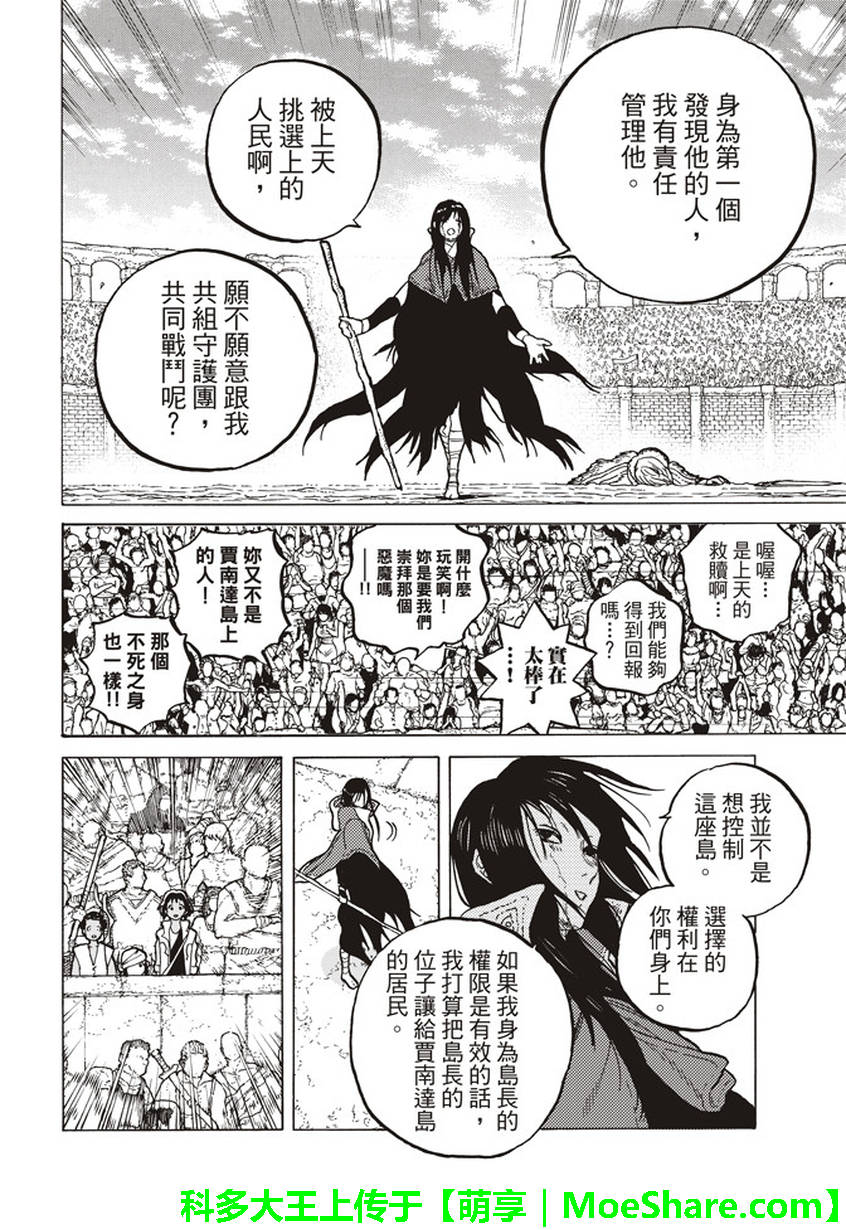 身為第一個
發現他的人，
我有責任
管理他。
被上天
挑選上的
人民啊，
願不願意跟我
共組守護團，
共同戰鬥呢？
喔喔…
是上天的
救贖啊…
我們能夠
得到回報
嗎…？
實在
太棒了
…！
開什麼
玩笑啊！
妳是要我們
崇拜那個
惡魔嗎
——!!
妳又不是
賈南達島上
的人！
那個
不死之身
也一樣!!
我並不是
想控制
這座島。
選擇的
權利在
你們身上。
如果我身為島長的
權限是有效的話，
我打算把島長的
位子讓給賈南達島
的居民。
科多大王上传于【萌享｜MoeShare.com】